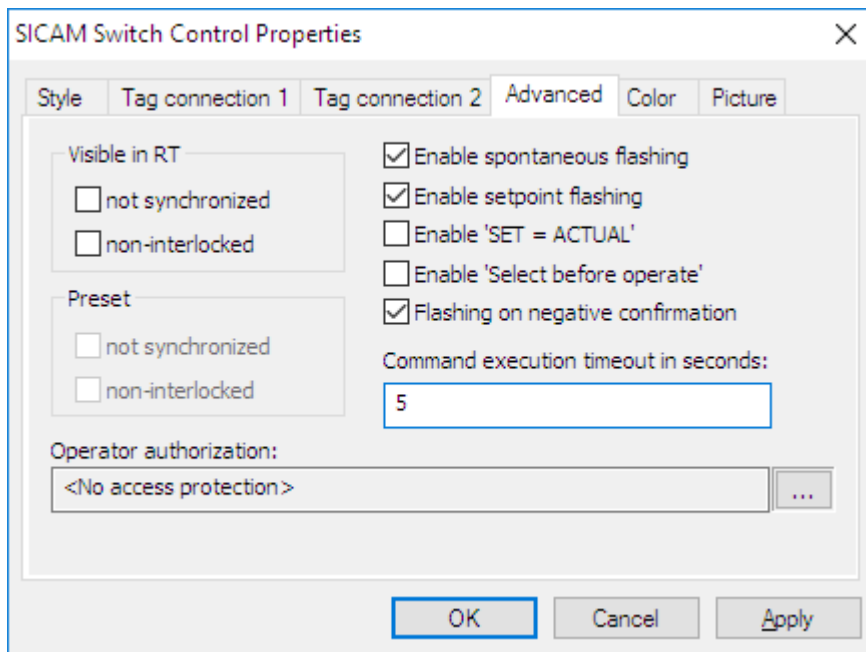 SICAM Switch Control Properties
Style Tag connection 1 Tag connection 2 Advanced Color Picture
Visible in RT
not synchronized
non-interlocked
Preset
not synchronized
non-interlocked
Enable spontaneous flashing
Enable setpoint flashing
Enable 'SET = ACTUAL'
Enable 'Select before operate'
Flashing on negative confirmation
Command execution timeout in seconds:
5
Operator authorization:
<No access protection>
...
OK Cancel Apply